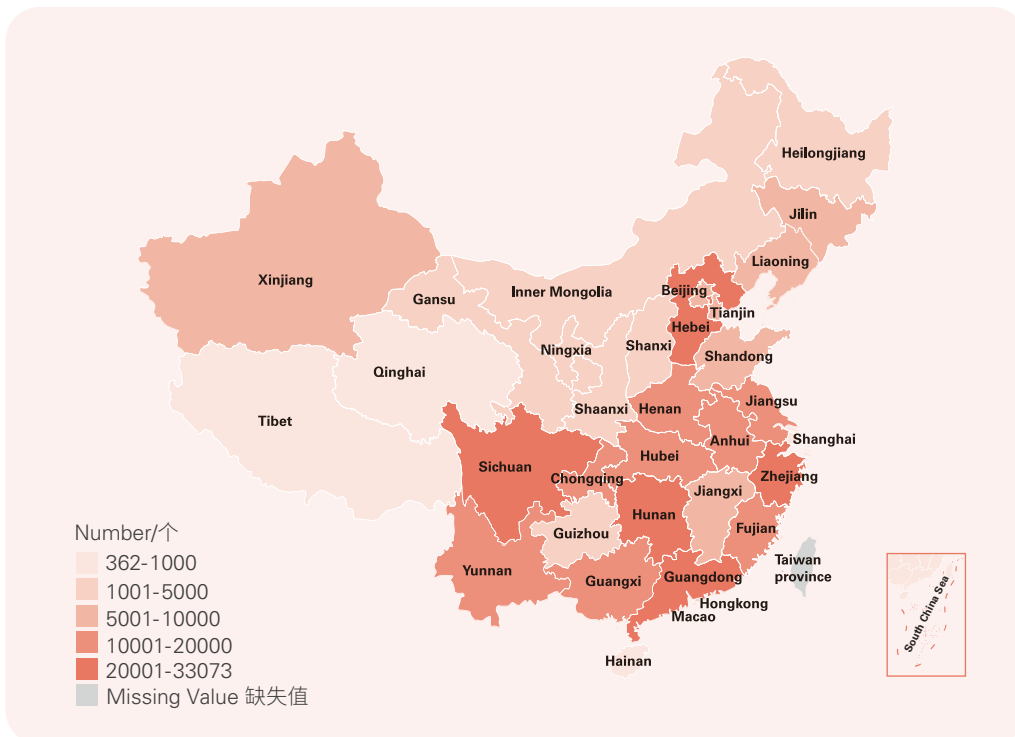 Heilongjiang
Jilin
Liaoning
Xinjiang
Gansu
Inner Mongolia
Beijing
Tianjin
Hebei
Ningxia
Shanxi
Shandong
Qinghai
Shaanxi
Henan
Jiangsu
Tibet
Anhui
Shanghai
Hubei
Sichuan
Chongqing
Zhejiang
Jiangxi
Hunan
Fujian
Guizhou
Yunnan
Guangxi
Guangdong
Taiwan
province
Hongkong
Macao
Hainan
South China Sea
Number/个
362-1000
1001-5000
5001-10000
10001-20000
20001-33073
Missing Value 缺失值